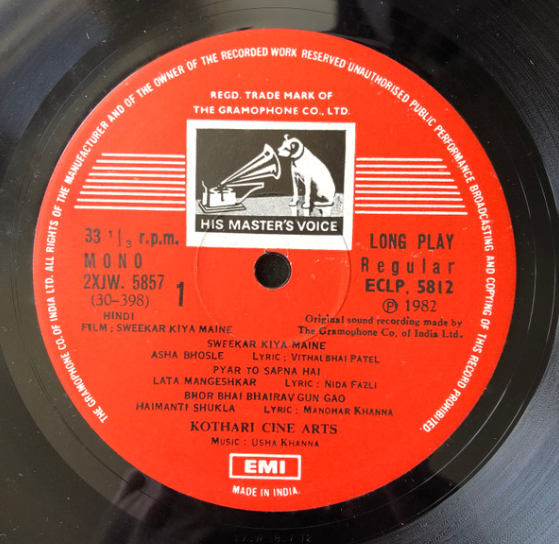 THE GRAMOPHONE CO. OF INDIA LTD. ALL RIGHTS OF THE MANUFACTURER AND OF THE OWNER OF THE RECORDED WORK RESERVED UNAUTHORISED PUBLIC PERFORMANCE BROADCASTING AND COPYING OF THIS RECORD PROHIBITED.
REGD. TRADE MARK OF
THE GRAMOPHONE CO., LTD.
HIS MASTER'S VOICE
33 1/3 r.p.m.
MONO
2XJW. 5857
(30-398)
1
HINDI
FILM : SWEEKAR KIYA MAINE
LONG PLAY
Regular
ECLP. 5812
Ⓟ 1982
Original sound recording made by
The Gramophone Co. of India Ltd.
SWEEKAR KIYA MAINE
ASHA BHOSLE LYRIC : VITHAL BHAI PATEL
PYAR TO SAPNA HAI
LATA MANGESHKAR LYRIC : NIDA FAZLI
BHOR BHAI BHAIRAV GUN GAO
HAIMANTI SHUKLA LYRIC : MANOHAR KHANNA
KOTHARI CINE ARTS
MUSIC : USHA KHANNA
EMI
MADE IN INDIA.